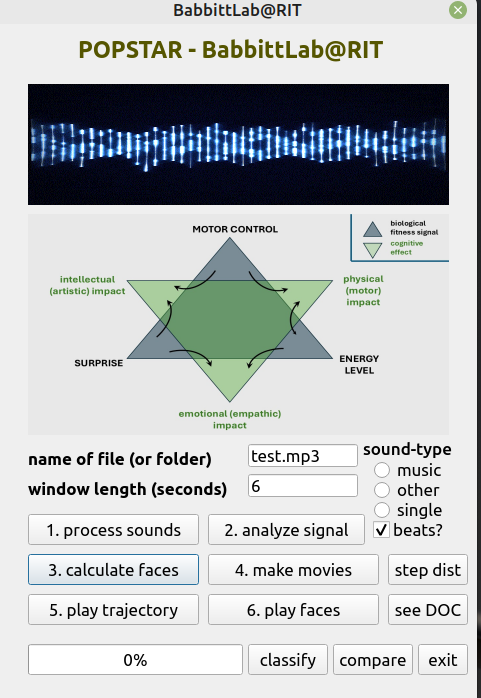 BabbittLab@RIT
POPSTAR - BabbittLab@RIT
MOTOR CONTROL
biological
fitness signal
cognitive
effect
intellectual
(artistic) impact
physical
(motor)
impact
SURPRISE
ENERGY
LEVEL
emotional (empathic)
impact
name of file (or folder)
test.mp3
sound-type
music
window length (seconds)
6
other
single
beats?
1. process sounds
2. analyze signal
3. calculate faces
4. make movies
step dist
5. play trajectory
6. play faces
see DOC
0%
classify
compare
exit